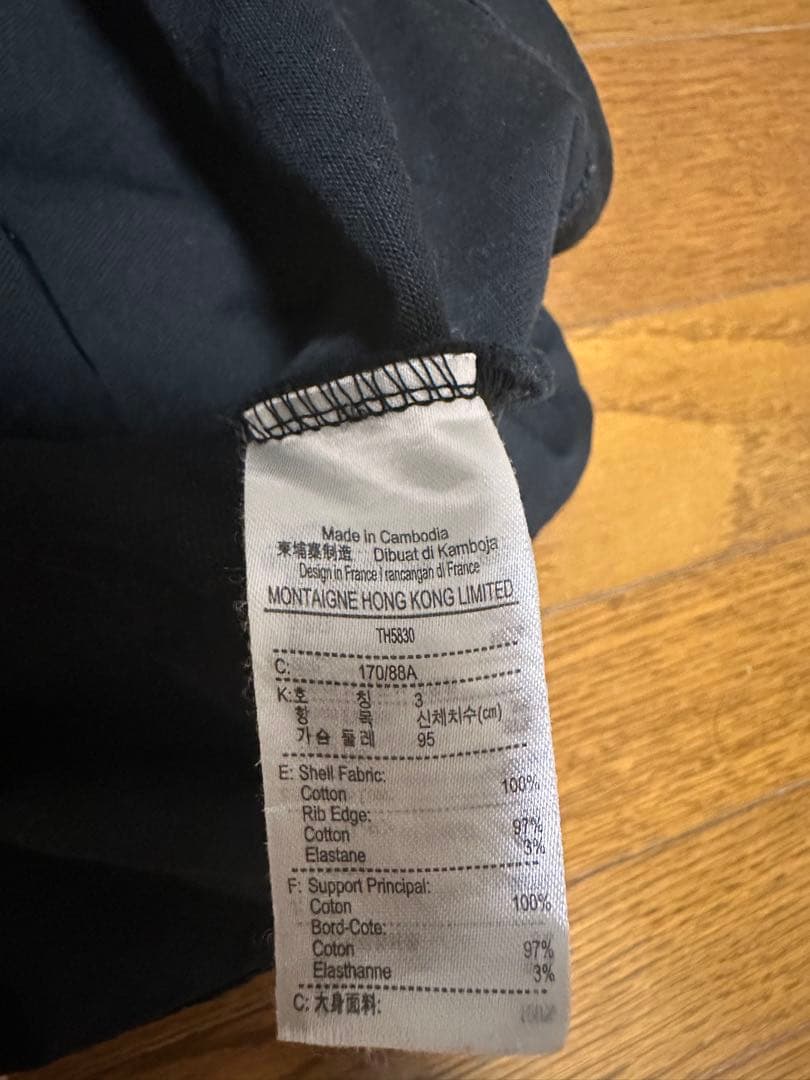 Made in Cambodia
柬埔寨制造 Dibuat di Kamboja
Design in France/rancangan di France
MONTAIGNE HONG KONG LIMITED
TH5830
C: 170/88A
K:호 칭 3
항 목 신체치수(cm)
가슴 둘레 95
E: Shell Fabric:
Cotton 100%
Rib Edge:
Cotton 97%
Elastane 3%
F: Support Principal:
Coton 100%
Bord-Cote:
Coton 97%
Elasthanne 3%
C: 大身面料: